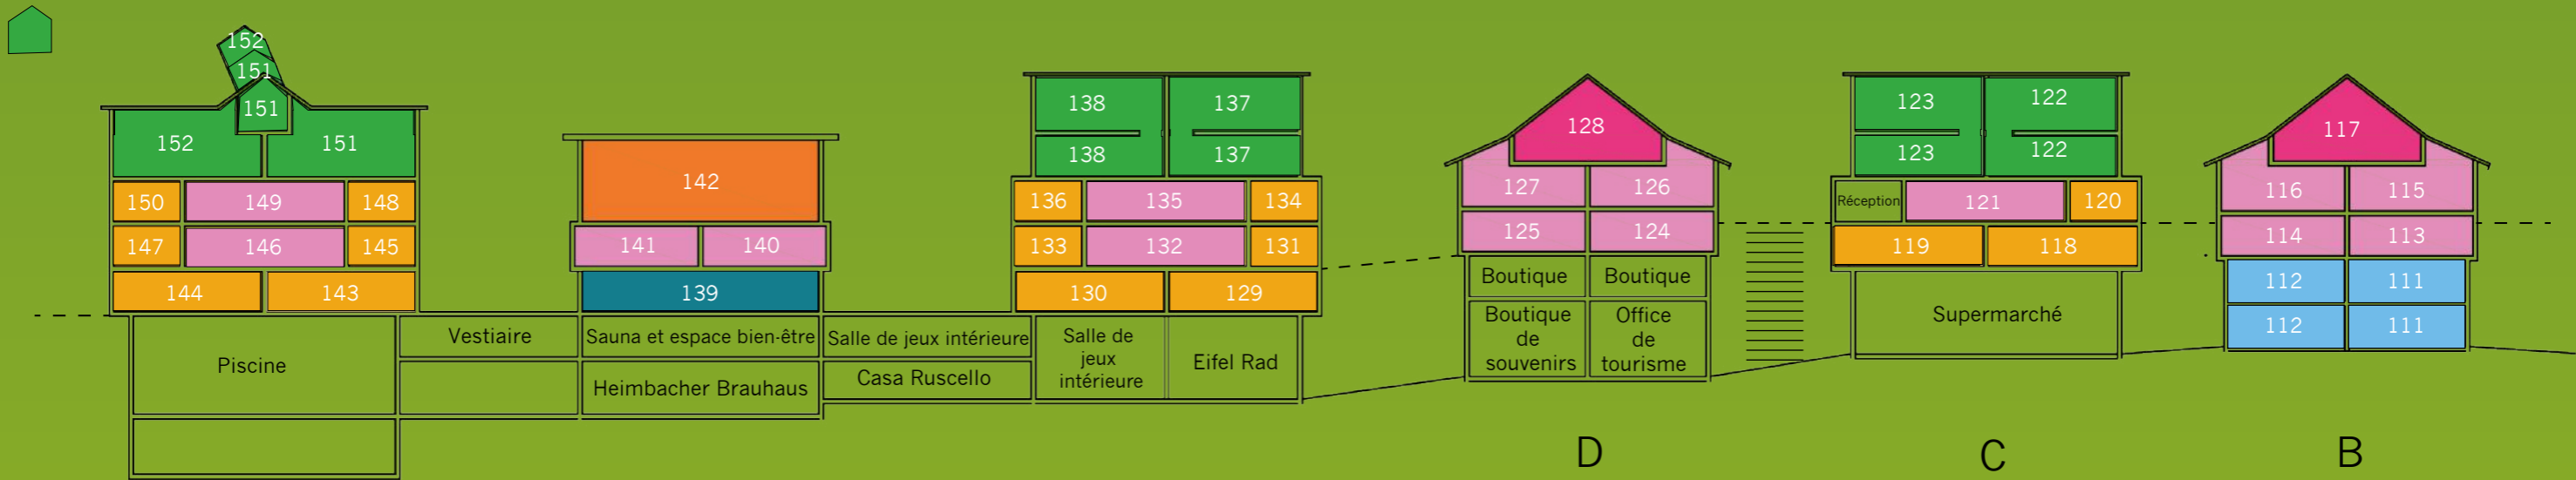 152
151
151
152
151
150
149
148
147
146
145
144
143
Piscine
Vestiaire
142
141
140
139
Sauna et espace bien-être
Heimbacher Brauhaus
Salle de jeux intérieure
Casa Ruscello
138
137
138
137
136
135
134
133
132
131
130
129
Salle de
jeux
intérieure
Eifel Rad
128
127
126
125
124
Boutique
Boutique
Boutique
de
souvenirs
Office
de
tourisme
D
123
122
123
122
Réception
121
120
119
118
Supermarché
C
117
116
115
114
113
112
111
112
111
B